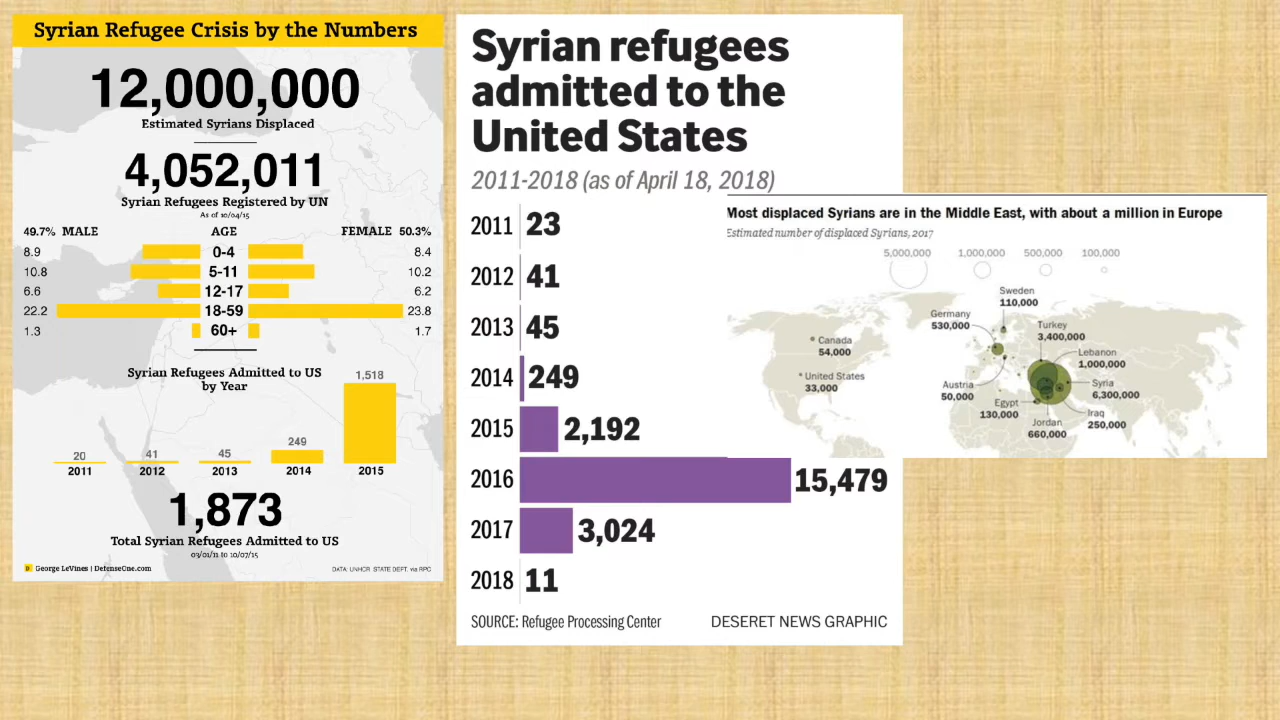 Syrian Refugee Crisis by the Numbers
12,000,000
Estimated Syrians Displaced
4,052,011
Syrian Refugees Registered by UN
As of 10/04/15
49.7% MALE AGE FEMALE 50.3%
8.9 0-4 8.4
10.8 5-11 10.2
6.6 12-17 6.2
22.2 18-59 23.8
1.3 60+ 1.7
Syrian Refugees Admitted to US
by Year
20 41 45 249 1,518
2011 2012 2013 2014 2015
1,873
Total Syrian Refugees Admitted to US
03/01/11 to 10/07/15
George LeVines | DefenseOne.com
DATA: UNHCR STATE DEPT. via RPC
Syrian refugees
admitted to the
United States
2011-2018 (as of April 18, 2018)
2011 23
2012 41
2013 45
2014 249
2015 2,192
2016 15,479
2017 3,024
2018 11
SOURCE: Refugee Processing Center
DESERET NEWS GRAPHIC
Most displaced Syrians are in the Middle East, with about a million in Europe
Estimated number of displaced Syrians, 2017
5,000,000 1,000,000 500,000 100,000
Sweden
110,000
Germany
530,000
Turkey
3,400,000
Canada
54,000
Lebanon
1,000,000
United States
33,000
Austria
50,000
Syria
6,300,000
Egypt
130,000
Iraq
250,000
Jordan
660,000